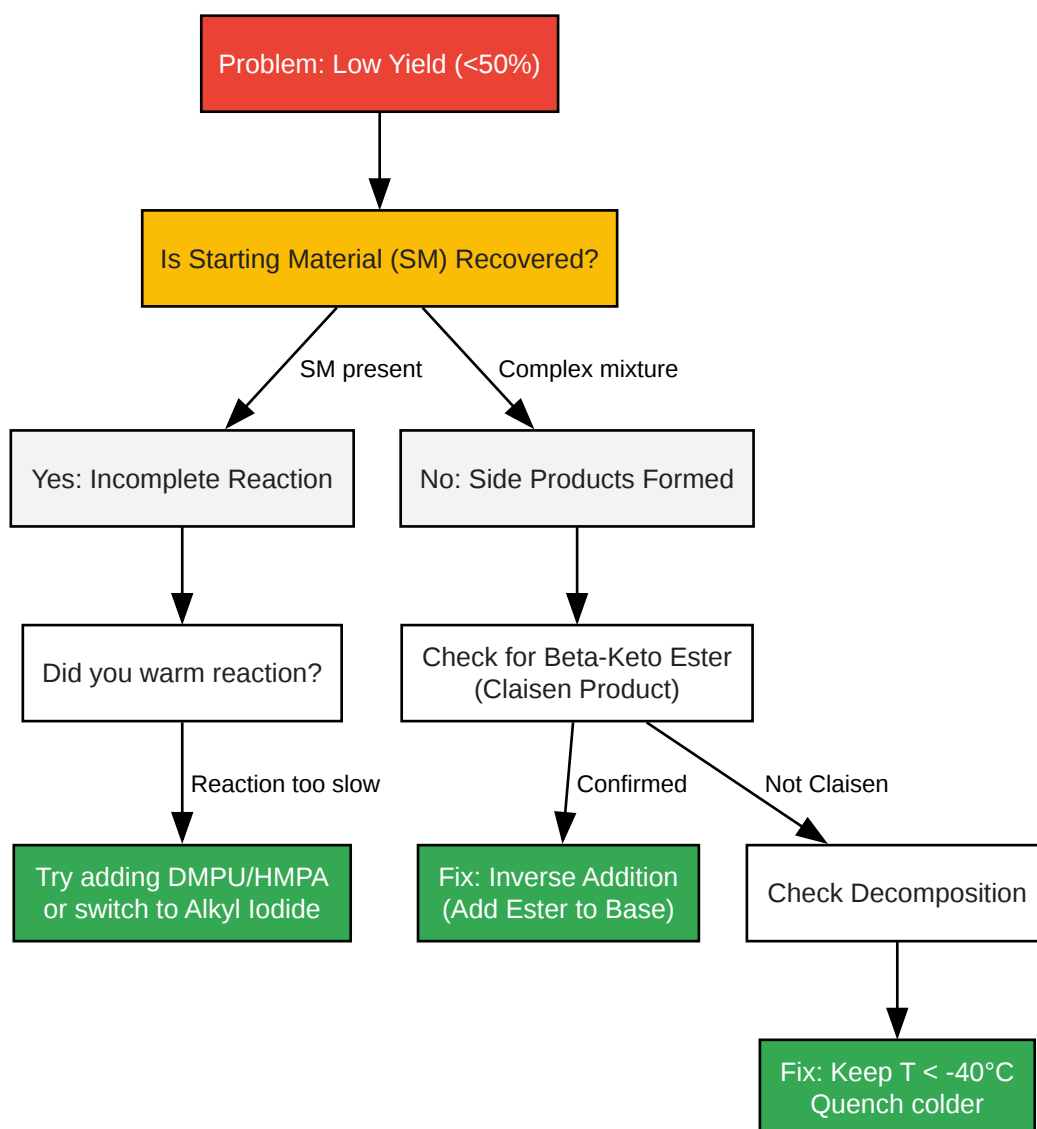 Problem: Low Yield (<50%)
Is Starting Material (SM) Recovered?
SM present
Complex mixture
Yes: Incomplete Reaction
No: Side Products Formed
Did you warm reaction?
Check for Beta-Keto Ester
(Claisen Product)
Reaction too slow
Confirmed
Not Claisen
Try adding DMPU/HMPA
or switch to Alkyl Iodide
Fix: Inverse Addition
(Add Ester to Base)
Check Decomposition
Fix: Keep T < -40°C
Quench colder